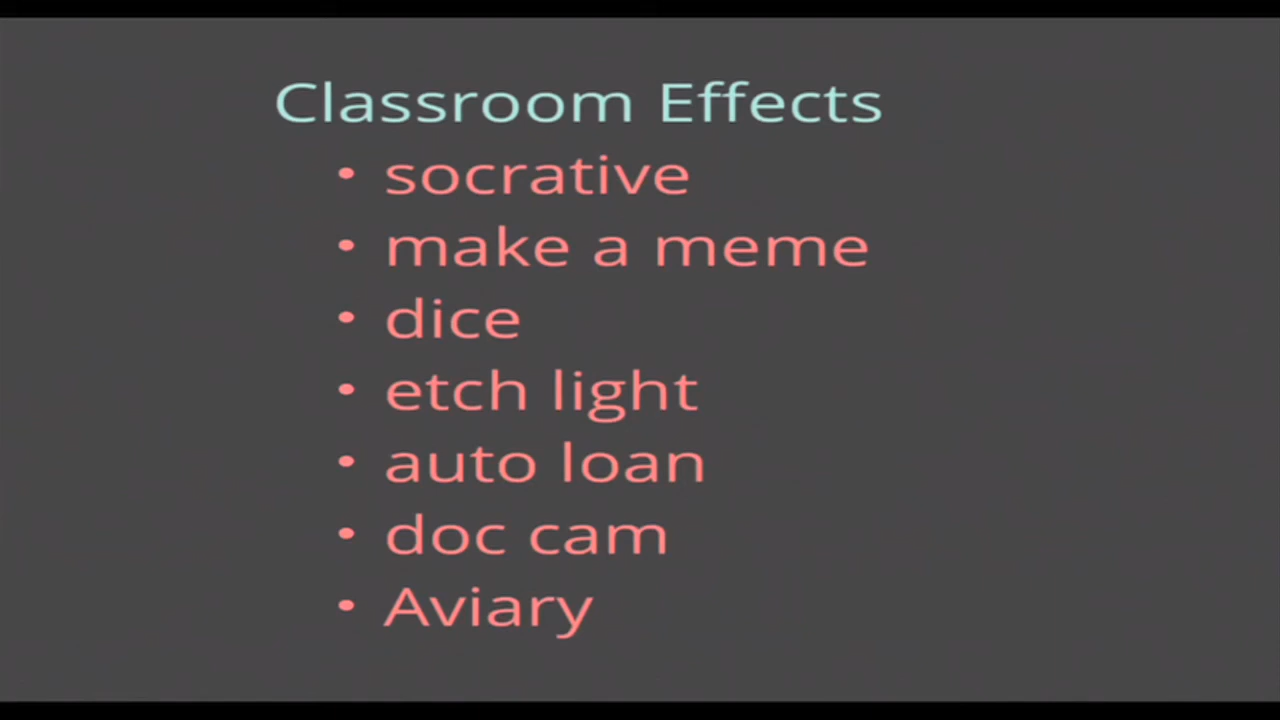 Classroom Effects
• socrative
• make a meme
• dice
• etch light
• auto loan
• doc cam
• Aviary